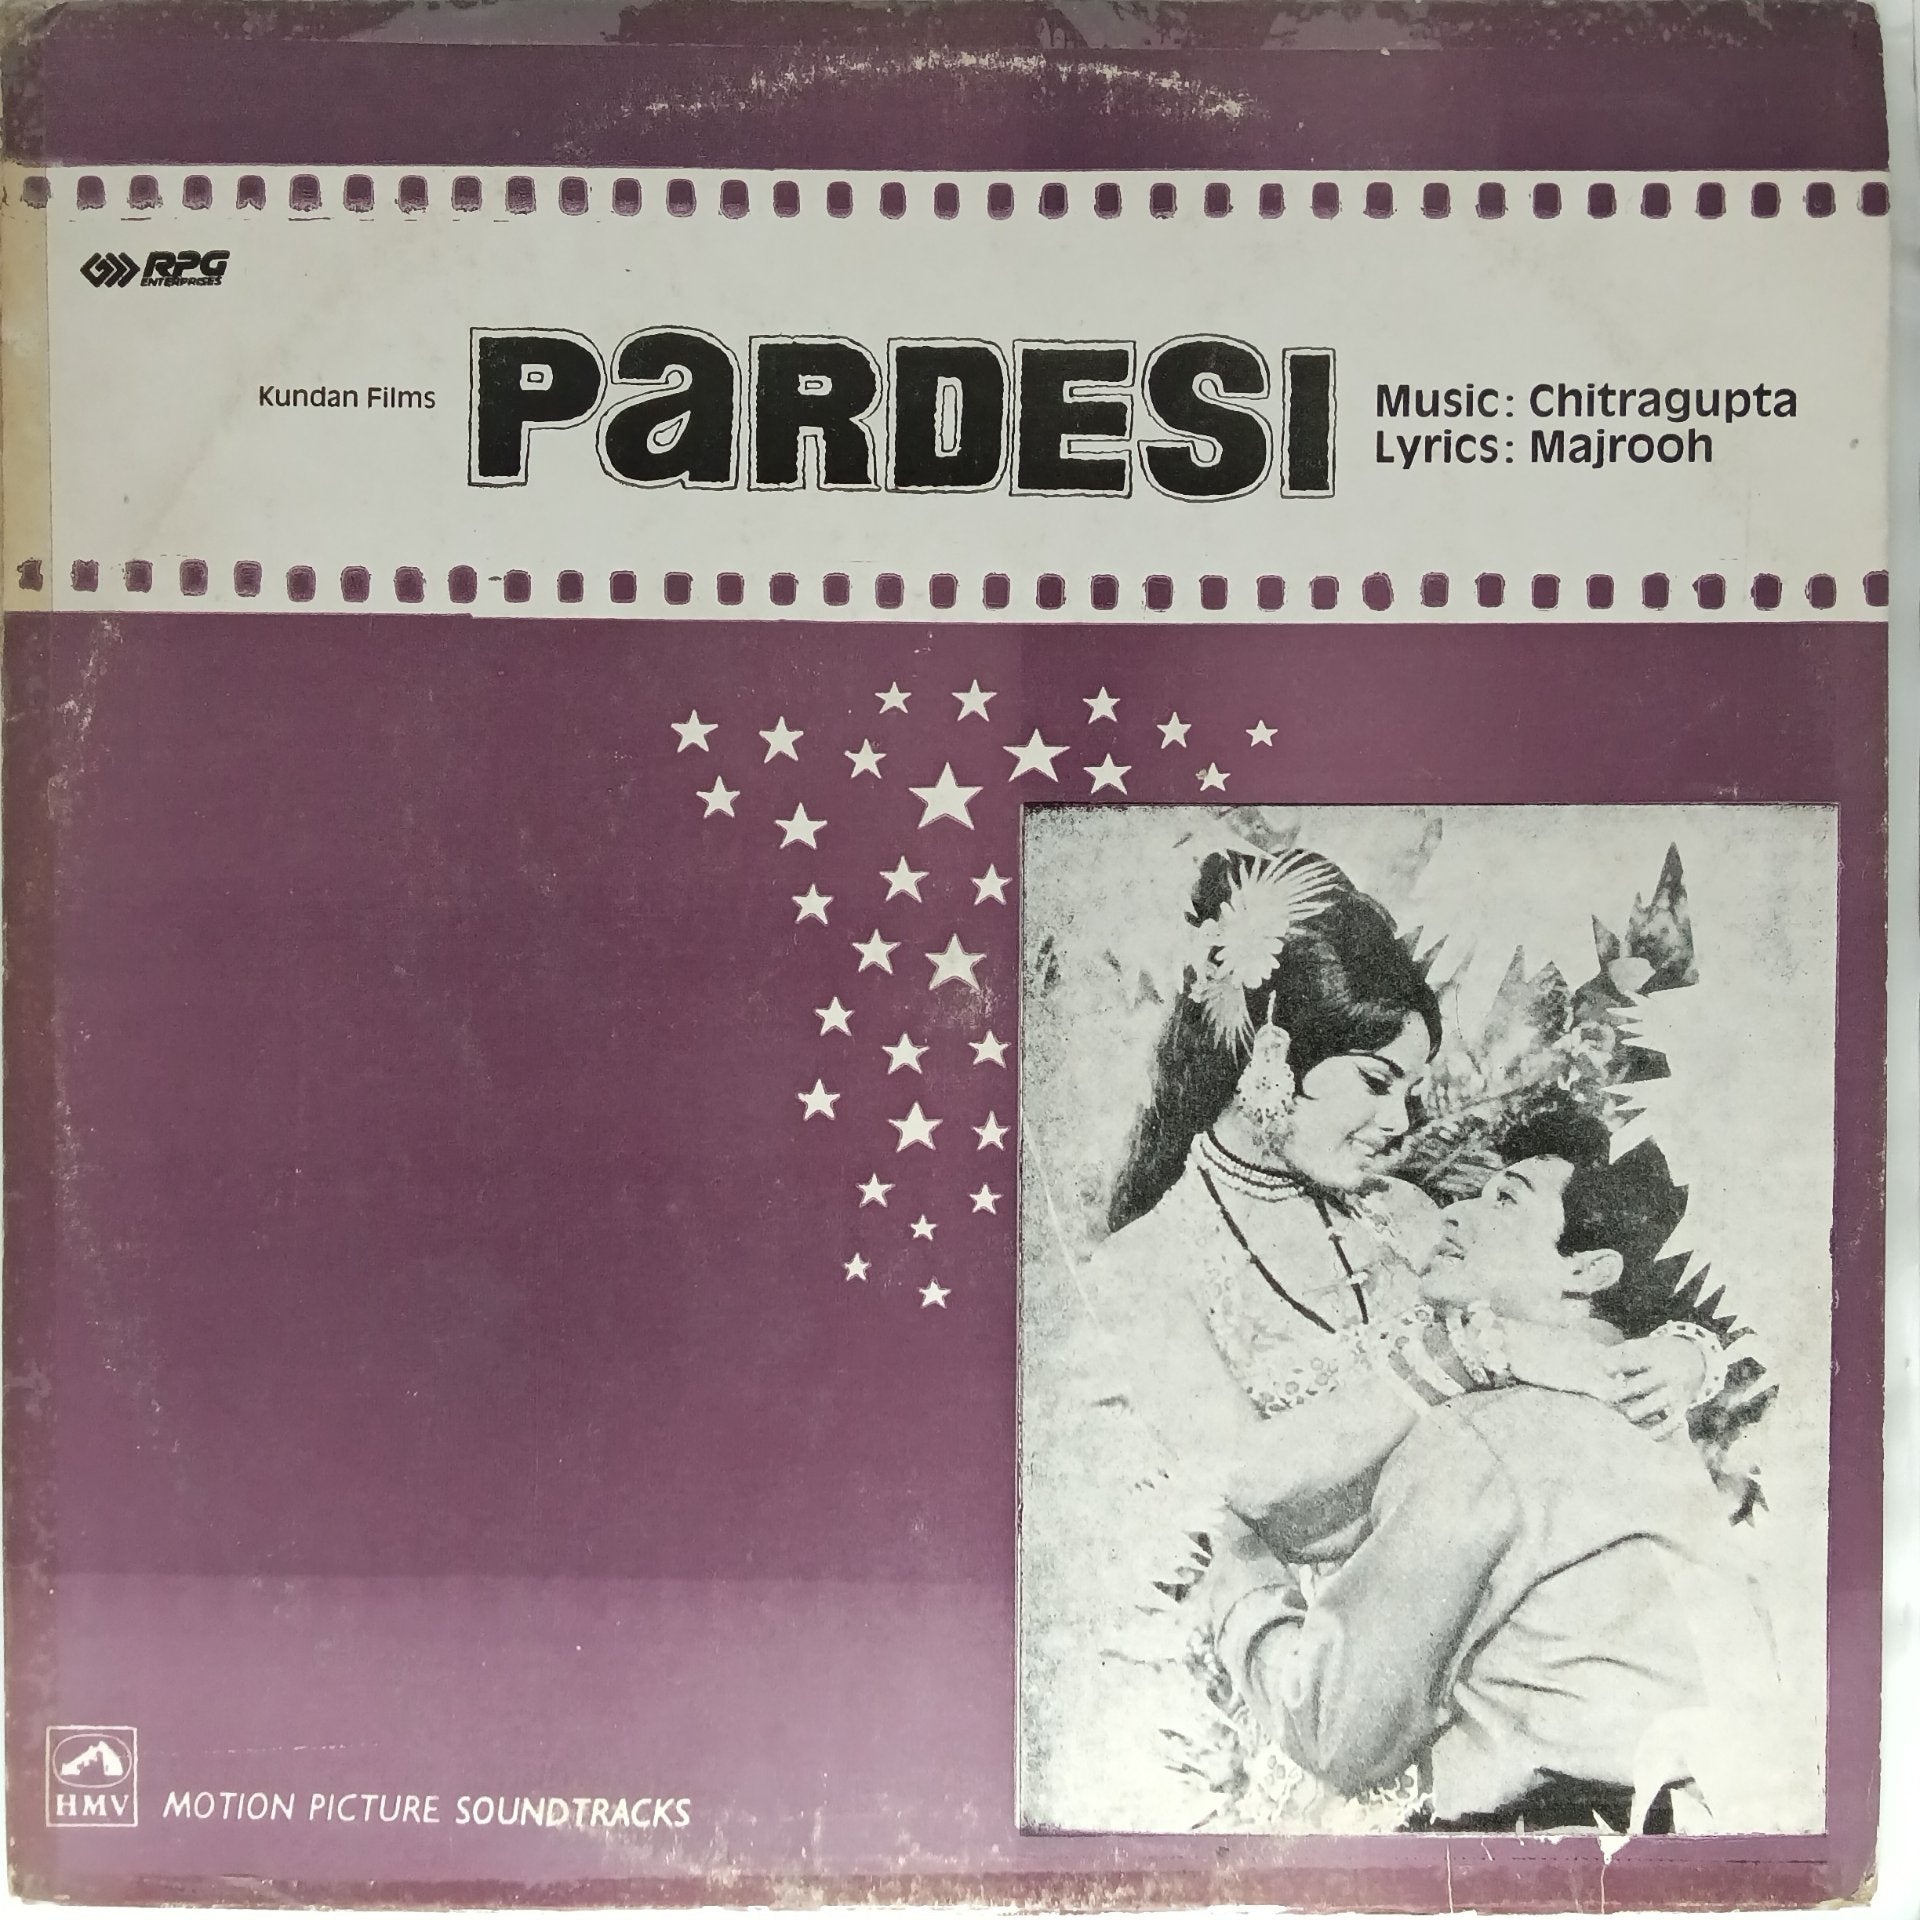 RPG
ENTERPRISES
Kundan Films
PaRDESI
Music: Chitragupta
Lyrics: Majrooh
HMV
MOTION PICTURE SOUNDTRACKS